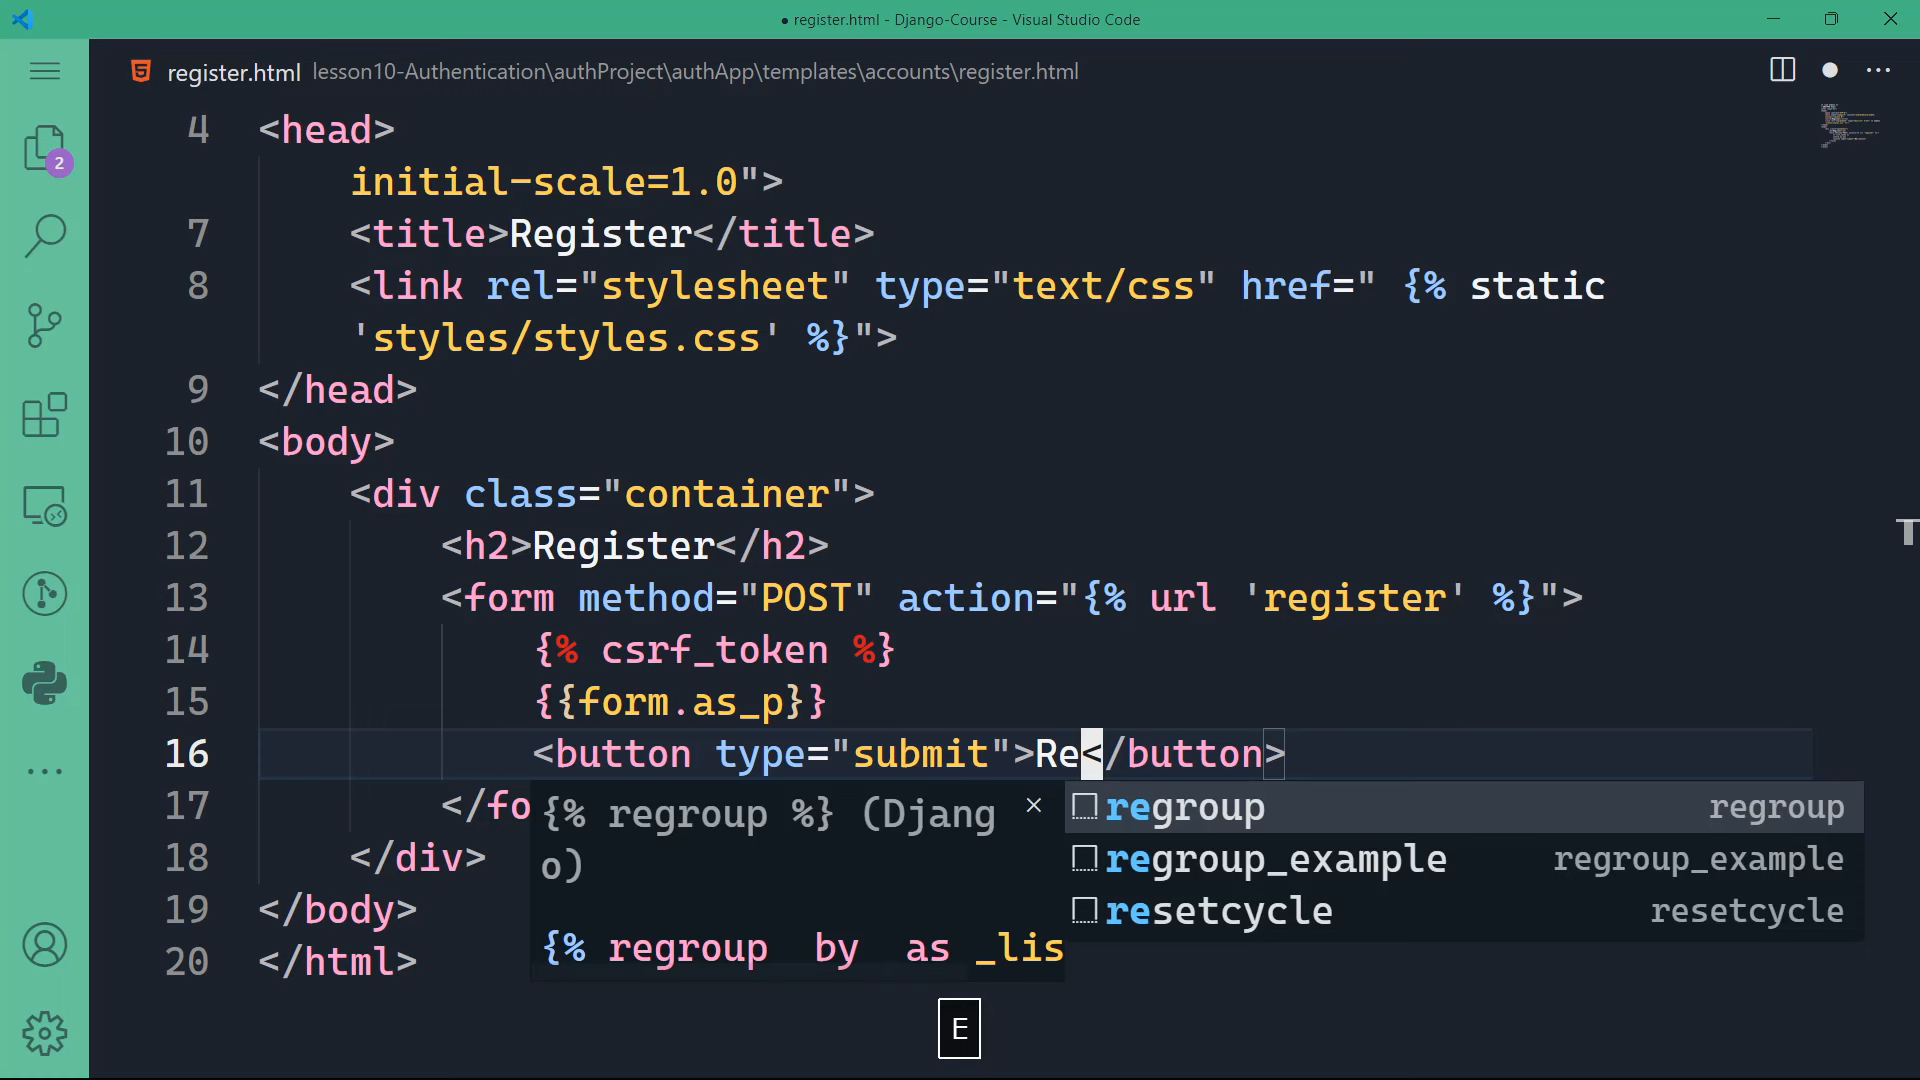 ● register.html - Django-Course - Visual Studio Code
register.html lesson10-Authentication\authProject\authApp\templates\accounts\register.html
2
4 <head>
initial-scale=1.0">
7 <title>Register</title>
8 <link rel="stylesheet" type="text/css" href=" {% static
'styles/styles.css' %}">
9 </head>
10 <body>
11 <div class="container">
12 <h2>Register</h2>
13 <form method="POST" action="{% url 'register' %}">
14 {% csrf_token %}
15 {{form.as_p}}
16 <button type="submit">Re</button>
17 </fo
18 </div>
19 </body>
20 </html>
{% regroup %} (Djang
o)
{% regroup by as _lis
regroup regroup
regroup_example regroup_example
resetcycle resetcycle
E